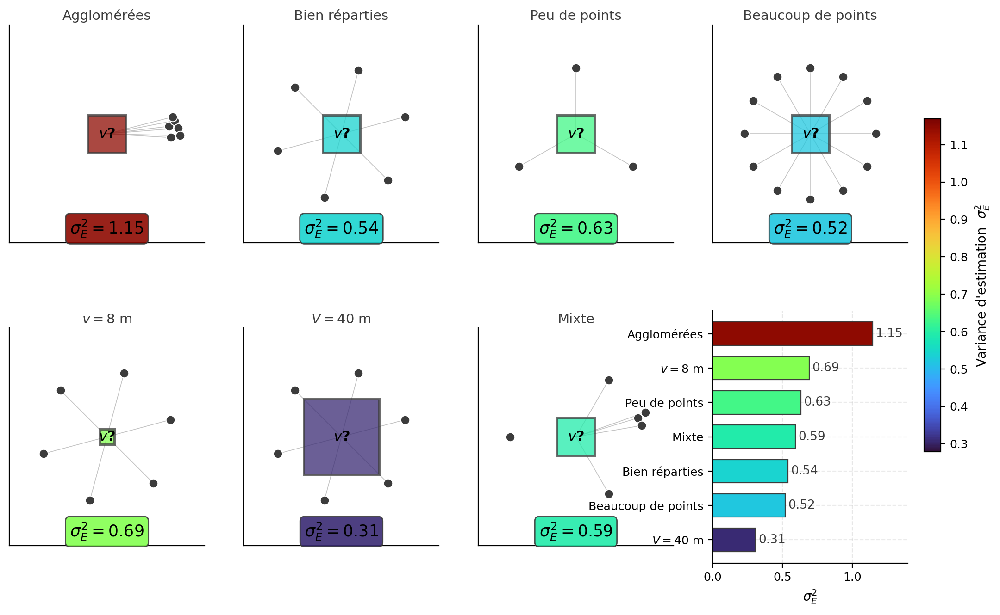 Agglomérées
Bien réparties
Peu de points
Beaucoup de points
v?
v?
v?
v?
σ²_E = 1.15
σ²_E = 0.54
σ²_E = 0.63
σ²_E = 0.52
1.1
1.0
0.9
0.8
0.7
0.6
0.5
0.4
0.3
Variance d'estimation σ²_E
v = 8 m
V = 40 m
Mixte
v?
v?
v?
σ²_E = 0.69
σ²_E = 0.31
σ²_E = 0.59
Agglomérées 1.15
v = 8 m 0.69
Peu de points 0.63
Mixte 0.59
Bien réparties 0.54
Beaucoup de points 0.52
V = 40 m 0.31
0.0 0.5 1.0
σ²_E